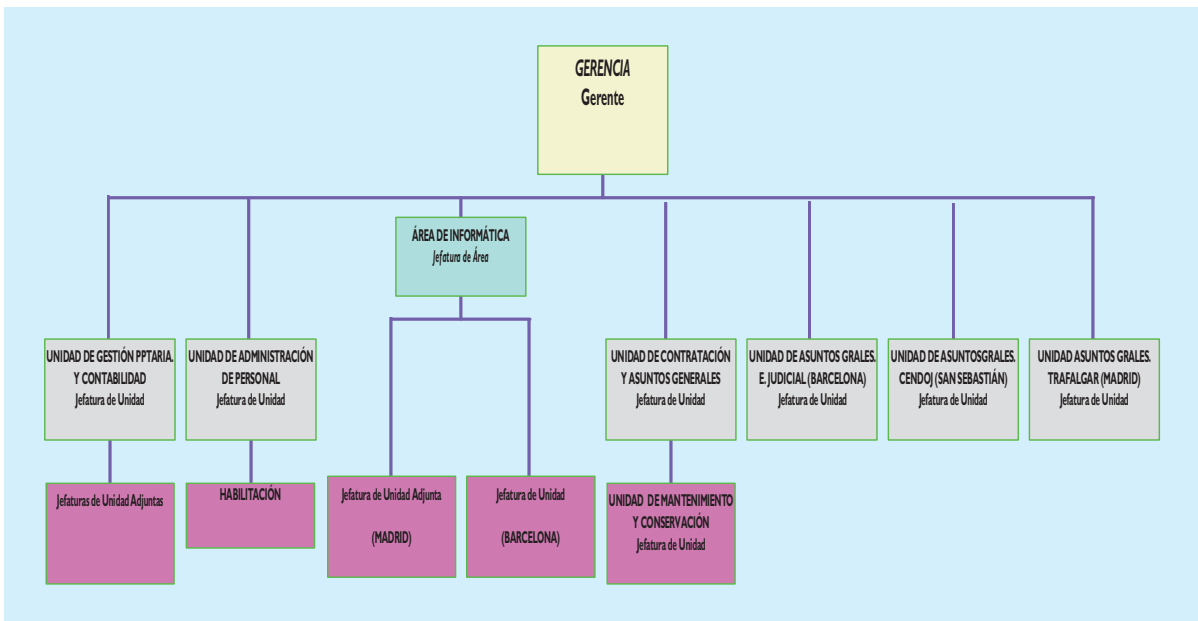 GERENCIA
Gerente
ÁREA DE INFORMÁTICA
Jefatura de Área
UNIDAD DE GESTIÓN PPTARIA.
Y CONTABILIDAD
Jefatura de Unidad
UNIDAD DE ADMINISTRACIÓN
DE PERSONAL
Jefatura de Unidad
UNIDAD DE CONTRATACIÓN
Y ASUNTOS GENERALES
Jefatura de Unidad
UNIDAD DE ASUNTOS GRALES.
E. JUDICIAL (BARCELONA)
Jefatura de Unidad
UNIDAD DE ASUNTOSGRALES.
CENDOJ (SAN SEBASTIÁN)
Jefatura de Unidad
UNIDAD ASUNTOS GRALES.
TRAFALGAR (MADRID)
Jefatura de Unidad
Jefaturas de Unidad Adjuntas
HABILITACIÓN
Jefatura de Unidad Adjunta
(MADRID)
Jefatura de Unidad
(BARCELONA)
UNIDAD DE MANTENIMIENTO
Y CONSERVACIÓN
Jefatura de Unidad